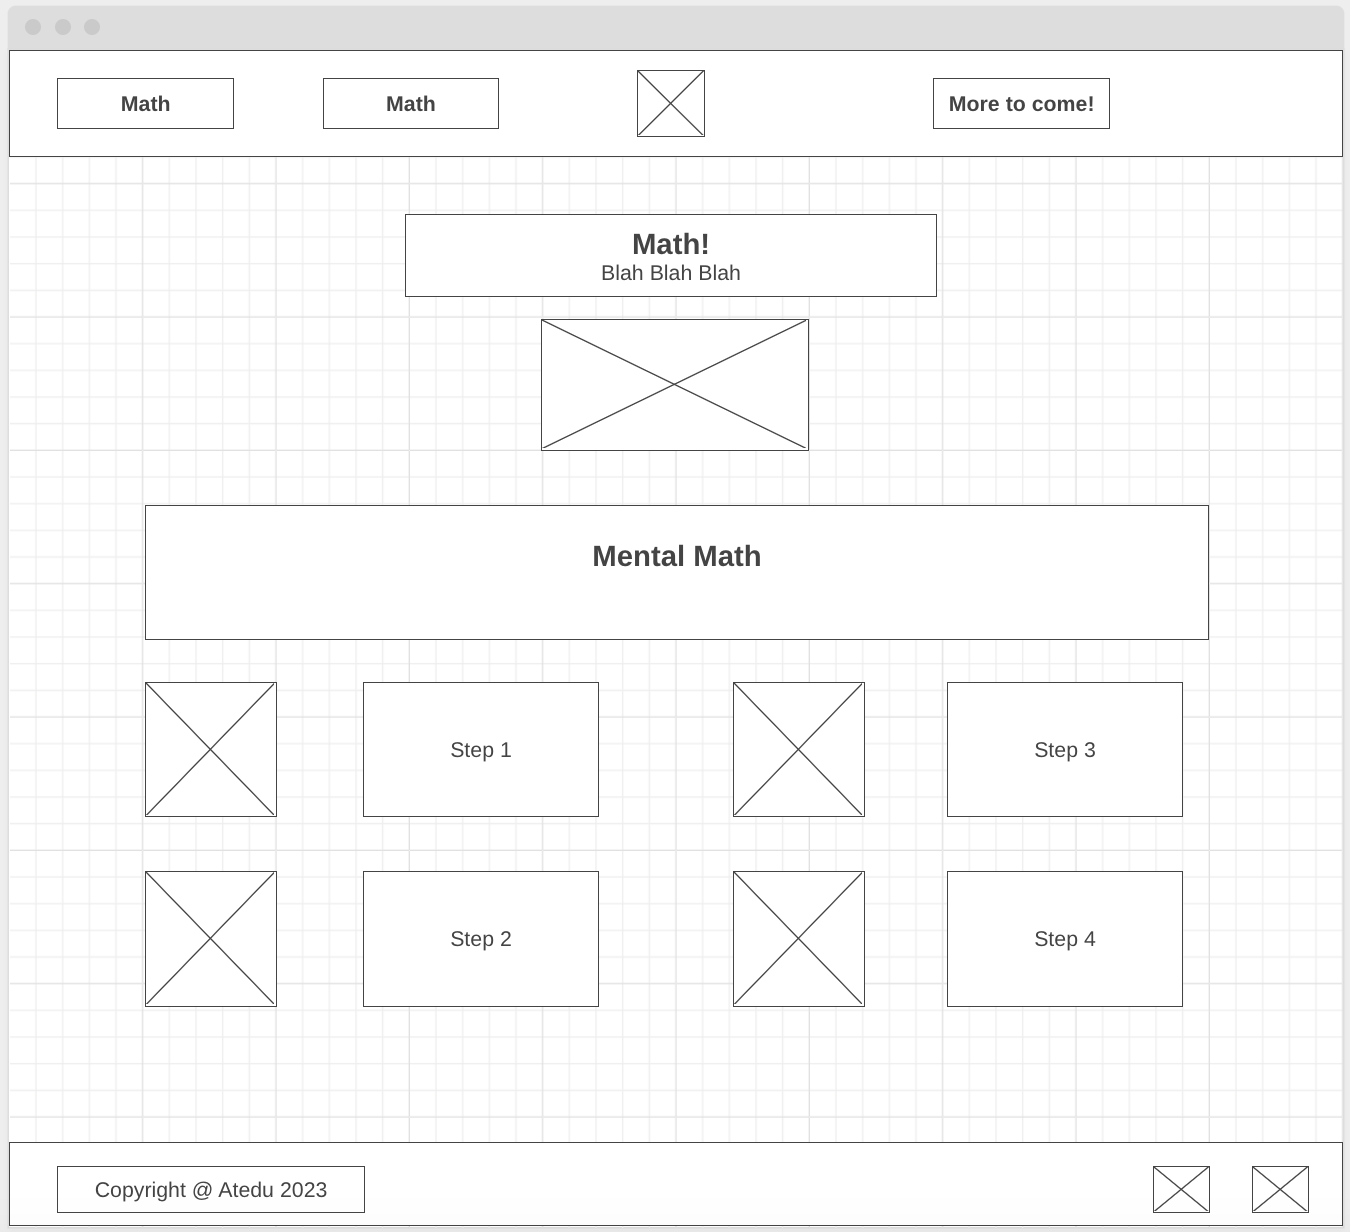 Math
Math
More to come!
Math!
Blah Blah Blah
Mental Math
Step 1
Step 3
Step 2
Step 4
Copyright @ Atedu 2023